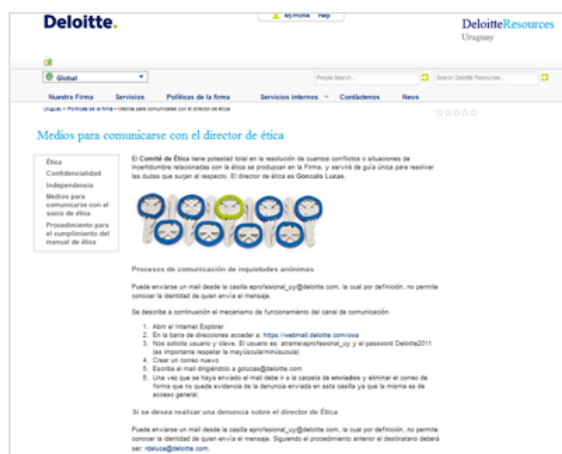 Deloitte.
My Profile Help
DeloitteResources
Uruguay
Global
People Search...
Search Deloitte Resources...
Nuestra Firma Servicios Políticas de la firma Servicios internos Contáctenos News
Uruguay > Políticas de la firma > Medios para comunicarse con el director de ética
Medios para comunicarse con el director de ética
Ética
Confidencialidad
Independencia
Medios para
comunicarse con el
socio de ética
Procedimiento para
el cumplimiento del
manual de ética
El Comité de Ética tiene potestad total en la resolución de cuantos conflictos o situaciones de
incertidumbre relacionadas con la ética se produzcan en la Firma, y servirá de guía única para resolver
las dudas que surjan al respecto. El director de ética es Gonzalo Lucas.
Procesos de comunicación de inquietudes anónimas
Puede enviarse un mail desde la casilla eprofesional_uy@deloitte.com, la cual por definición, no permite
conocer la identidad de quien envía el mensaje.
Se describe a continuación el mecanismo de funcionamiento del canal de comunicación:
1. Abrir el Internet Explorer
2. En la barra de direcciones acceder a: https://webmail.deloitte.com/owa
3. Nos solicita usuario y clave. El usuario es: atrame\eprofesional_uy y el password Deloitte2011
(es importante respetar la mayúscula/minúscula)
4. Crear un correo nuevo
5. Escriba el mail dirigiéndolo a golucas@deloitte.com
6. Una vez que se haya enviado el mail debe ir a la carpeta de enviados y eliminar el correo de
forma que no quede evidencia de la denuncia enviada en esta casilla ya que la misma es de
acceso general.
Si se desea realizar una denuncia sobre el director de Ética
Puede enviarse un mail desde la casilla eprofesional_uy@deloitte.com, la cual por definición, no permite
conocer la identidad de quien envía el mensaje. Siguiendo el procedimiento anterior el destinatario deberá
ser: rdeluca@deloitte.com.